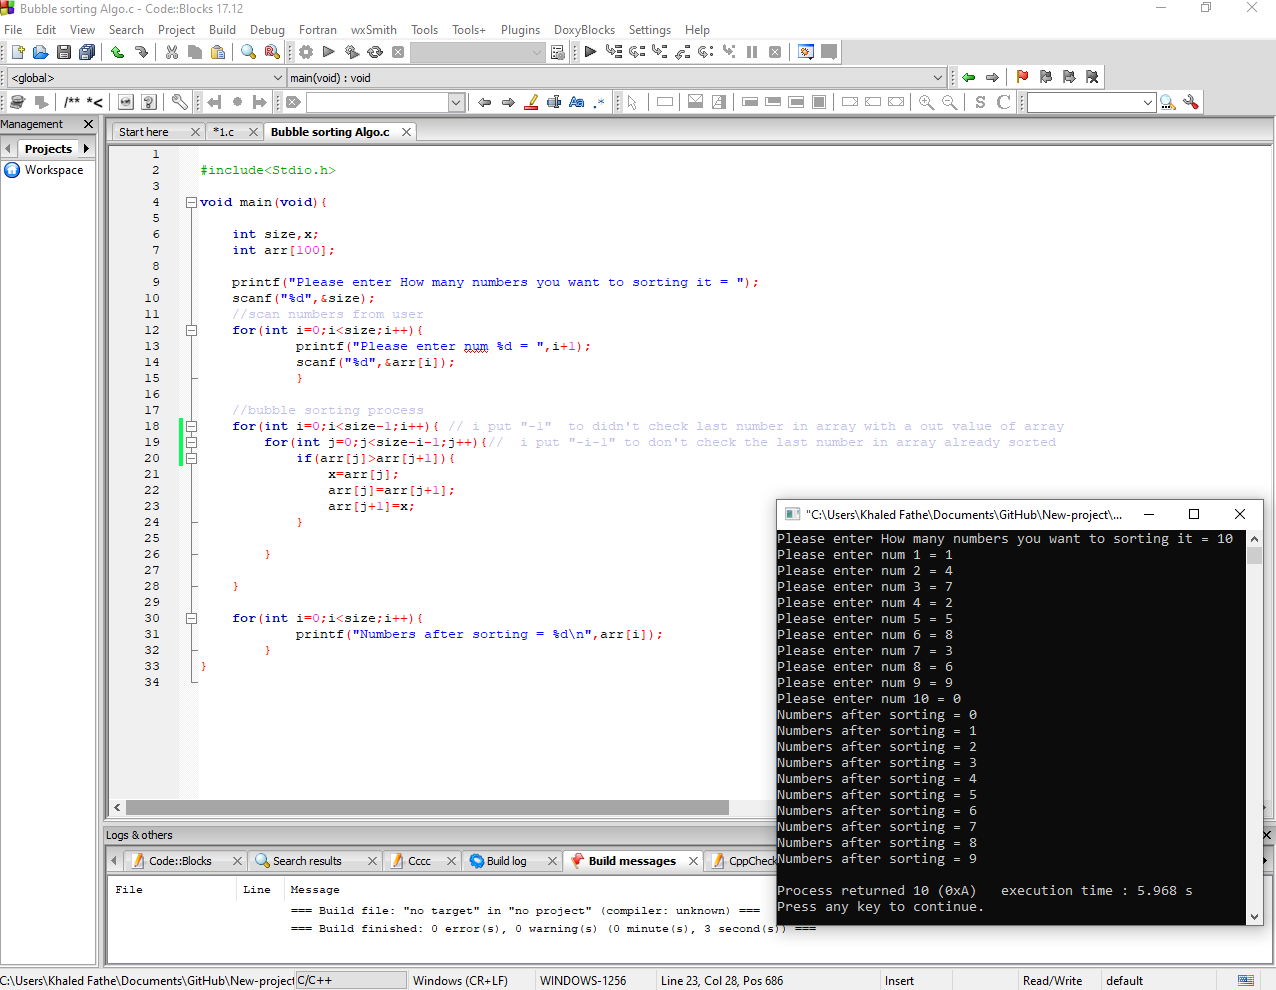 Bubble sorting Algo.c - Code::Blocks 17.12
File Edit View Search Project Build Debug Fortran wxSmith Tools Tools+ Plugins DoxyBlocks Settings Help
<global> main(void) : void
/** *<
Aa .*
S C
Management
Start here *1.c Bubble sorting Algo.c
Projects
Workspace
1
2 #include<Stdio.h>
3
4 void main(void){
5
6 int size,x;
7 int arr[100];
8
9 printf("Please enter How many numbers you want to sorting it = ");
10 scanf("%d",&size);
11 //scan numbers from user
12 for(int i=0;i<size;i++){
13 printf("Please enter num %d = ",i+1);
14 scanf("%d",&arr[i]);
15 }
16
17 //bubble sorting process
18 for(int i=0;i<size-1;i++){ // i put "-1"  to didn't check last number in array with a out value of array
19 for(int j=0;j<size-i-1;j++){//  i put "-i-1" to don't check the last number in array already sorted
20 if(arr[j]>arr[j+1]){
21 x=arr[j];
22 arr[j]=arr[j+1];
23 arr[j+1]=x;
24 }
25
26 }
27
28 }
29
30 for(int i=0;i<size;i++){
31 printf("Numbers after sorting = %d\n",arr[i]);
32 }
33 }
34
"C:\Users\Khaled Fathe\Documents\GitHub\New-project\...
Please enter How many numbers you want to sorting it = 10
Please enter num 1 = 1
Please enter num 2 = 4
Please enter num 3 = 7
Please enter num 4 = 2
Please enter num 5 = 5
Please enter num 6 = 8
Please enter num 7 = 3
Please enter num 8 = 6
Please enter num 9 = 9
Please enter num 10 = 0
Numbers after sorting = 0
Numbers after sorting = 1
Numbers after sorting = 2
Numbers after sorting = 3
Numbers after sorting = 4
Numbers after sorting = 5
Numbers after sorting = 6
Numbers after sorting = 7
Numbers after sorting = 8
Numbers after sorting = 9
Process returned 10 (0xA)   execution time : 5.968 s
Press any key to continue.
Logs & others
Code::Blocks Search results Cccc Build log Build messages CppCheck
File Line Message
=== Build file: "no target" in "no project" (compiler: unknown) ===
=== Build finished: 0 error(s), 0 warning(s) (0 minute(s), 3 second(s)) ===
C:\Users\Khaled Fathe\Documents\GitHub\New-project C/C++ Windows (CR+LF) WINDOWS-1256 Line 23, Col 28, Pos 686 Insert Read/Write default